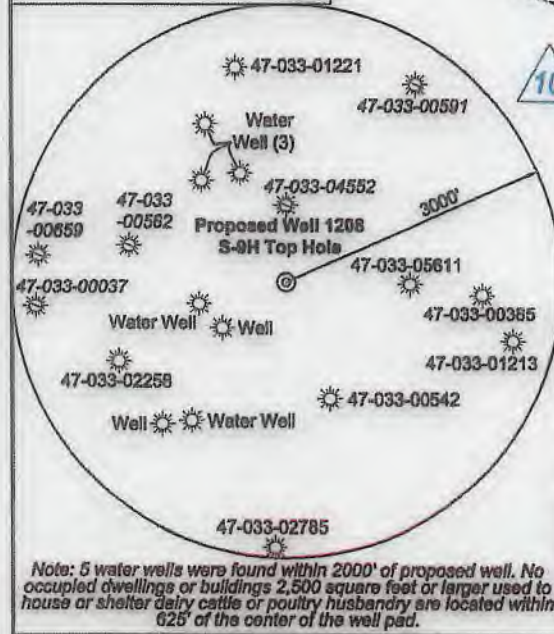 47-033-01221
10
47-033-00591
Water
Well (3)
47-033-04552
47-033
-00562
47-033
-00659
3000'
Proposed Well 1208
S-9H Top Hole
47-033-05611
47-033-00037
47-033-00385
Water Well
Well
47-033-01213
47-033-02258
47-033-00542
Well
Water Well
47-033-02785
Note: 5 water wells were found within 2000' of proposed well. No
occupied dwellings or buildings 2,500 square feet or larger used to
house or shelter dairy cattle or poultry husbandry are located within
625' of the center of the well pad.